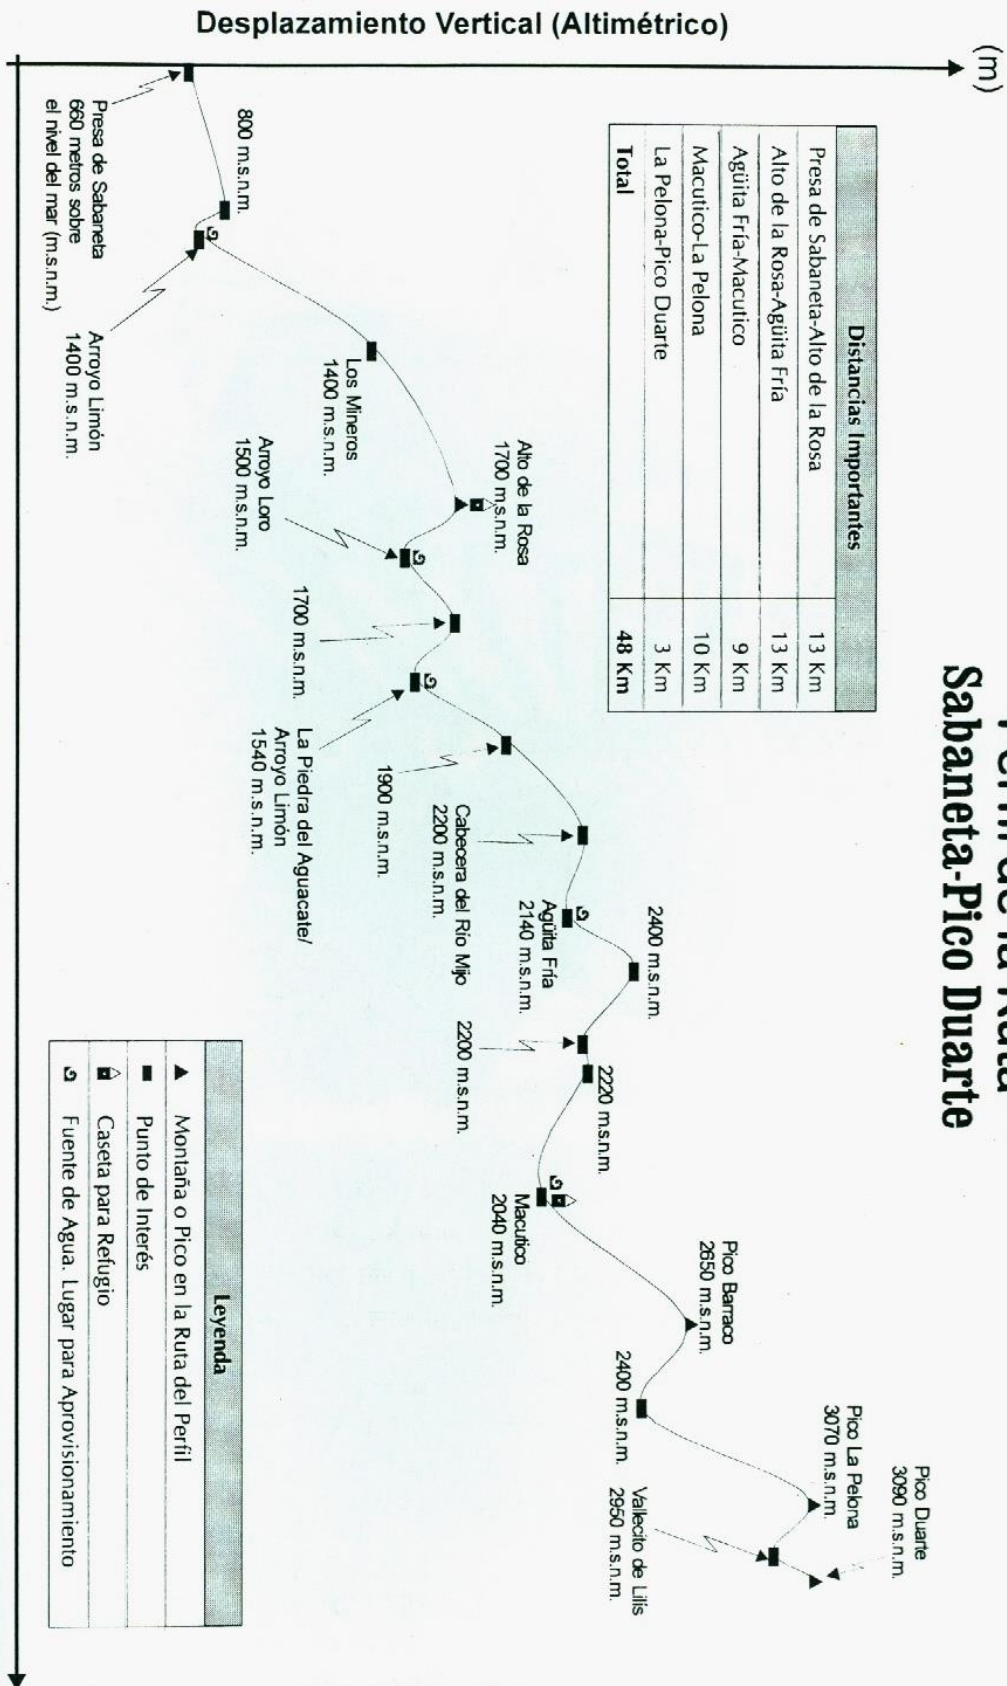 Perfil de la Ruta
Sabaneta-Pico Duarte
(m)
Desplazamiento Vertical (Altimétrico)
Distancias Importantes
Presa de Sabaneta-Alto de la Rosa 13 Km
Alto de la Rosa-Agüita Fría 13 Km
Agüita Fría-Macutico 9 Km
Macutico-La Pelona 10 Km
La Pelona-Pico Duarte 3 Km
Total 48 Km
Presa de Sabaneta
660 metros sobre
el nivel del mar (m.s.n.m.)
800 m.s.n.m.
Arroyo Limón
1400 m.s.n.m.
Los Mineros
1400 m.s.n.m.
Alto de la Rosa
1700 m.s.n.m.
Arroyo Loro
1500 m.s.n.m.
1700 m.s.n.m.
La Piedra del Aguacate/
Arroyo Limón
1540 m.s.n.m.
1900 m.s.n.m.
Cabecera del Río Mijo
2200 m.s.n.m.
Agüita Fría
2140 m.s.n.m.
2400 m.s.n.m.
2200 m.s.n.m.
2220 m.s.n.m.
Macutico
2040 m.s.n.m.
Pico Barraco
2650 m.s.n.m.
2400 m.s.n.m.
Pico La Pelona
3070 m.s.n.m.
Vallecito de Lilís
2950 m.s.n.m.
Pico Duarte
3090 m.s.n.m.
Leyenda
Montaña o Pico en la Ruta del Perfil
Punto de Interés
Caseta para Refugio
Fuente de Agua. Lugar para Aprovisionamiento